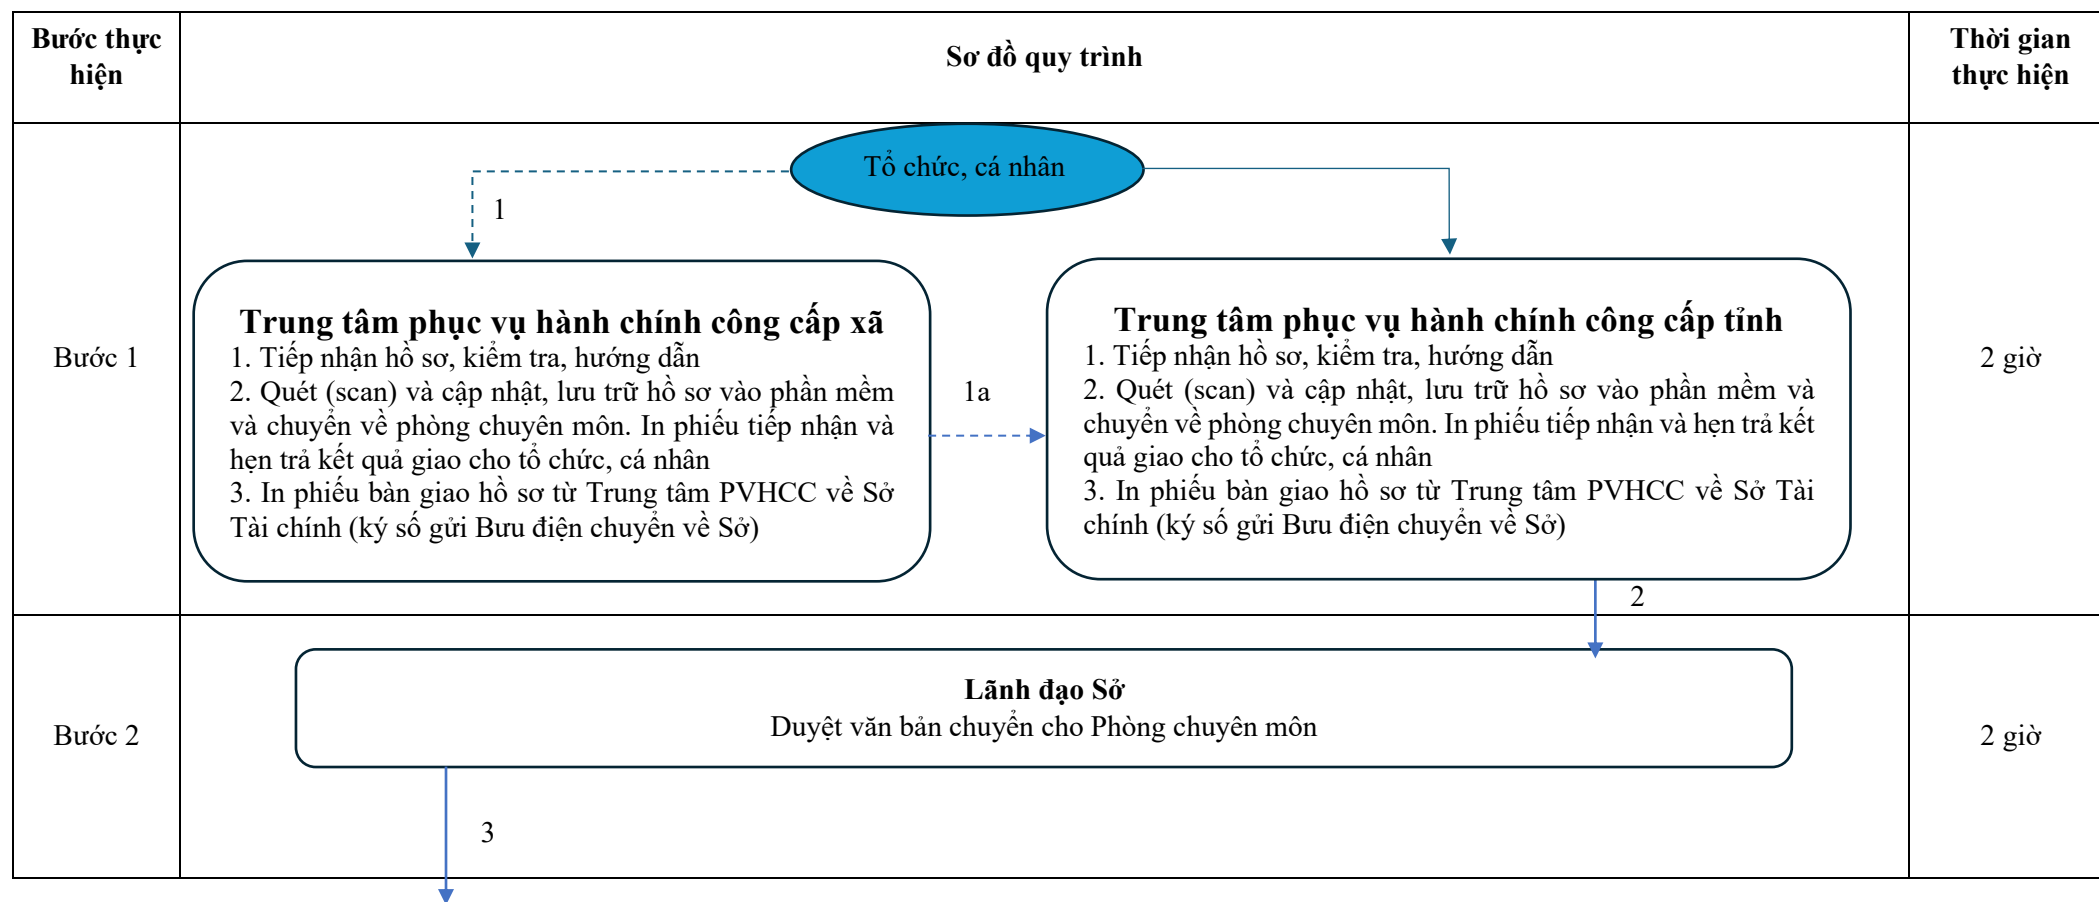 Bước thực
hiện
Sơ đồ quy trình
Thời gian
thực hiện
Tổ chức, cá nhân
1
Bước 1
Trung tâm phục vụ hành chính công cấp xã
1. Tiếp nhận hồ sơ, kiểm tra, hướng dẫn
2. Quét (scan) và cập nhật, lưu trữ hồ sơ vào phần mềm
và chuyển về phòng chuyên môn. In phiếu tiếp nhận và
hẹn trả kết quả giao cho tổ chức, cá nhân
3. In phiếu bàn giao hồ sơ từ Trung tâm PVHCC về Sở
Tài chính (ký số gửi Bưu điện chuyển về Sở)
1a
Trung tâm phục vụ hành chính công cấp tỉnh
1. Tiếp nhận hồ sơ, kiểm tra, hướng dẫn
2. Quét (scan) và cập nhật, lưu trữ hồ sơ vào phần mềm và
chuyển về phòng chuyên môn. In phiếu tiếp nhận và hẹn trả kết
quả giao cho tổ chức, cá nhân
3. In phiếu bàn giao hồ sơ từ Trung tâm PVHCC về Sở Tài
chính (ký số gửi Bưu điện chuyển về Sở)
2 giờ
2
Bước 2
Lãnh đạo Sở
Duyệt văn bản chuyển cho Phòng chuyên môn
2 giờ
3